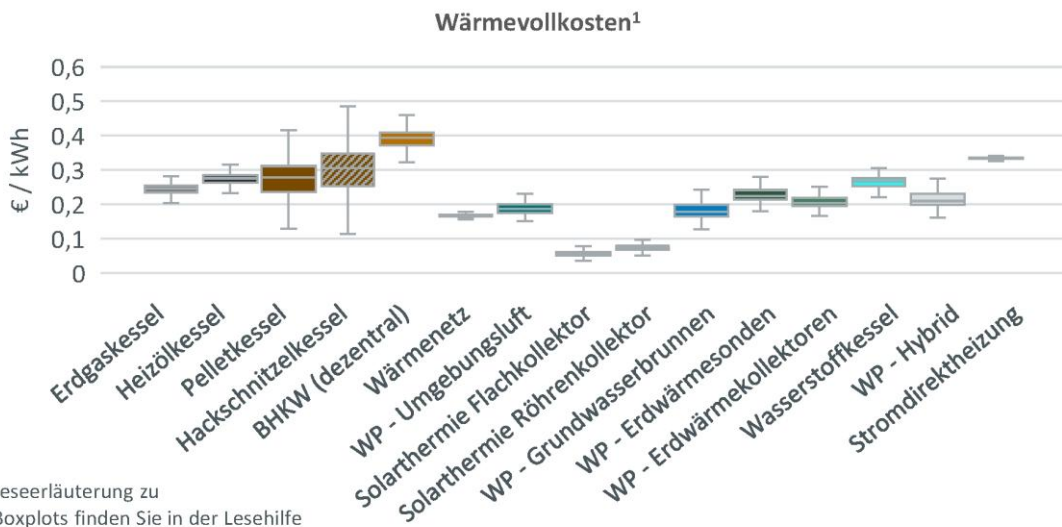 Wärmevollkosten¹
0,6
0,5
0,4
0,3
0,2
0,1
0
€ / kWh
Erdgaskessel
Heizölkessel
Pelletkessel
Hackschnitzelkessel
BHKW (dezentral)
Wärmenetz
WP - Umgebungsluft
Solarthermie Flachkollektor
Solarthermie Röhrenkollektor
WP - Grundwasserbrunnen
WP - Erdwärmesonden
WP - Erdwärmekollektoren
Wasserstoffkessel
WP - Hybrid
Stromdirektheizung
eseerläuterung zu
Boxplots finden Sie in der Lesehilfe